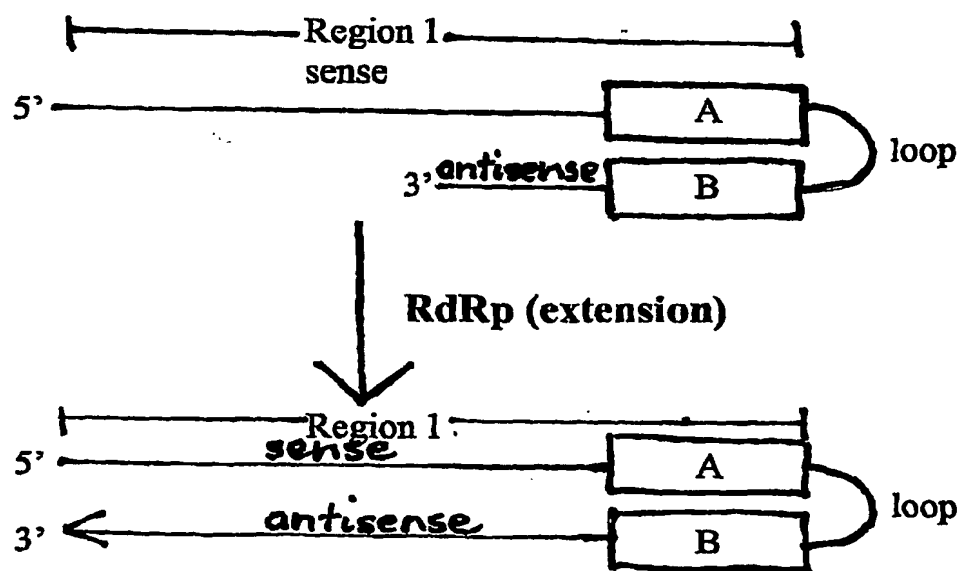 Region 1
sense
5’ A
loop
3’ antisense B
RdRp (extension)
Region 1
sense
5’ A
loop
antisense
3’ B